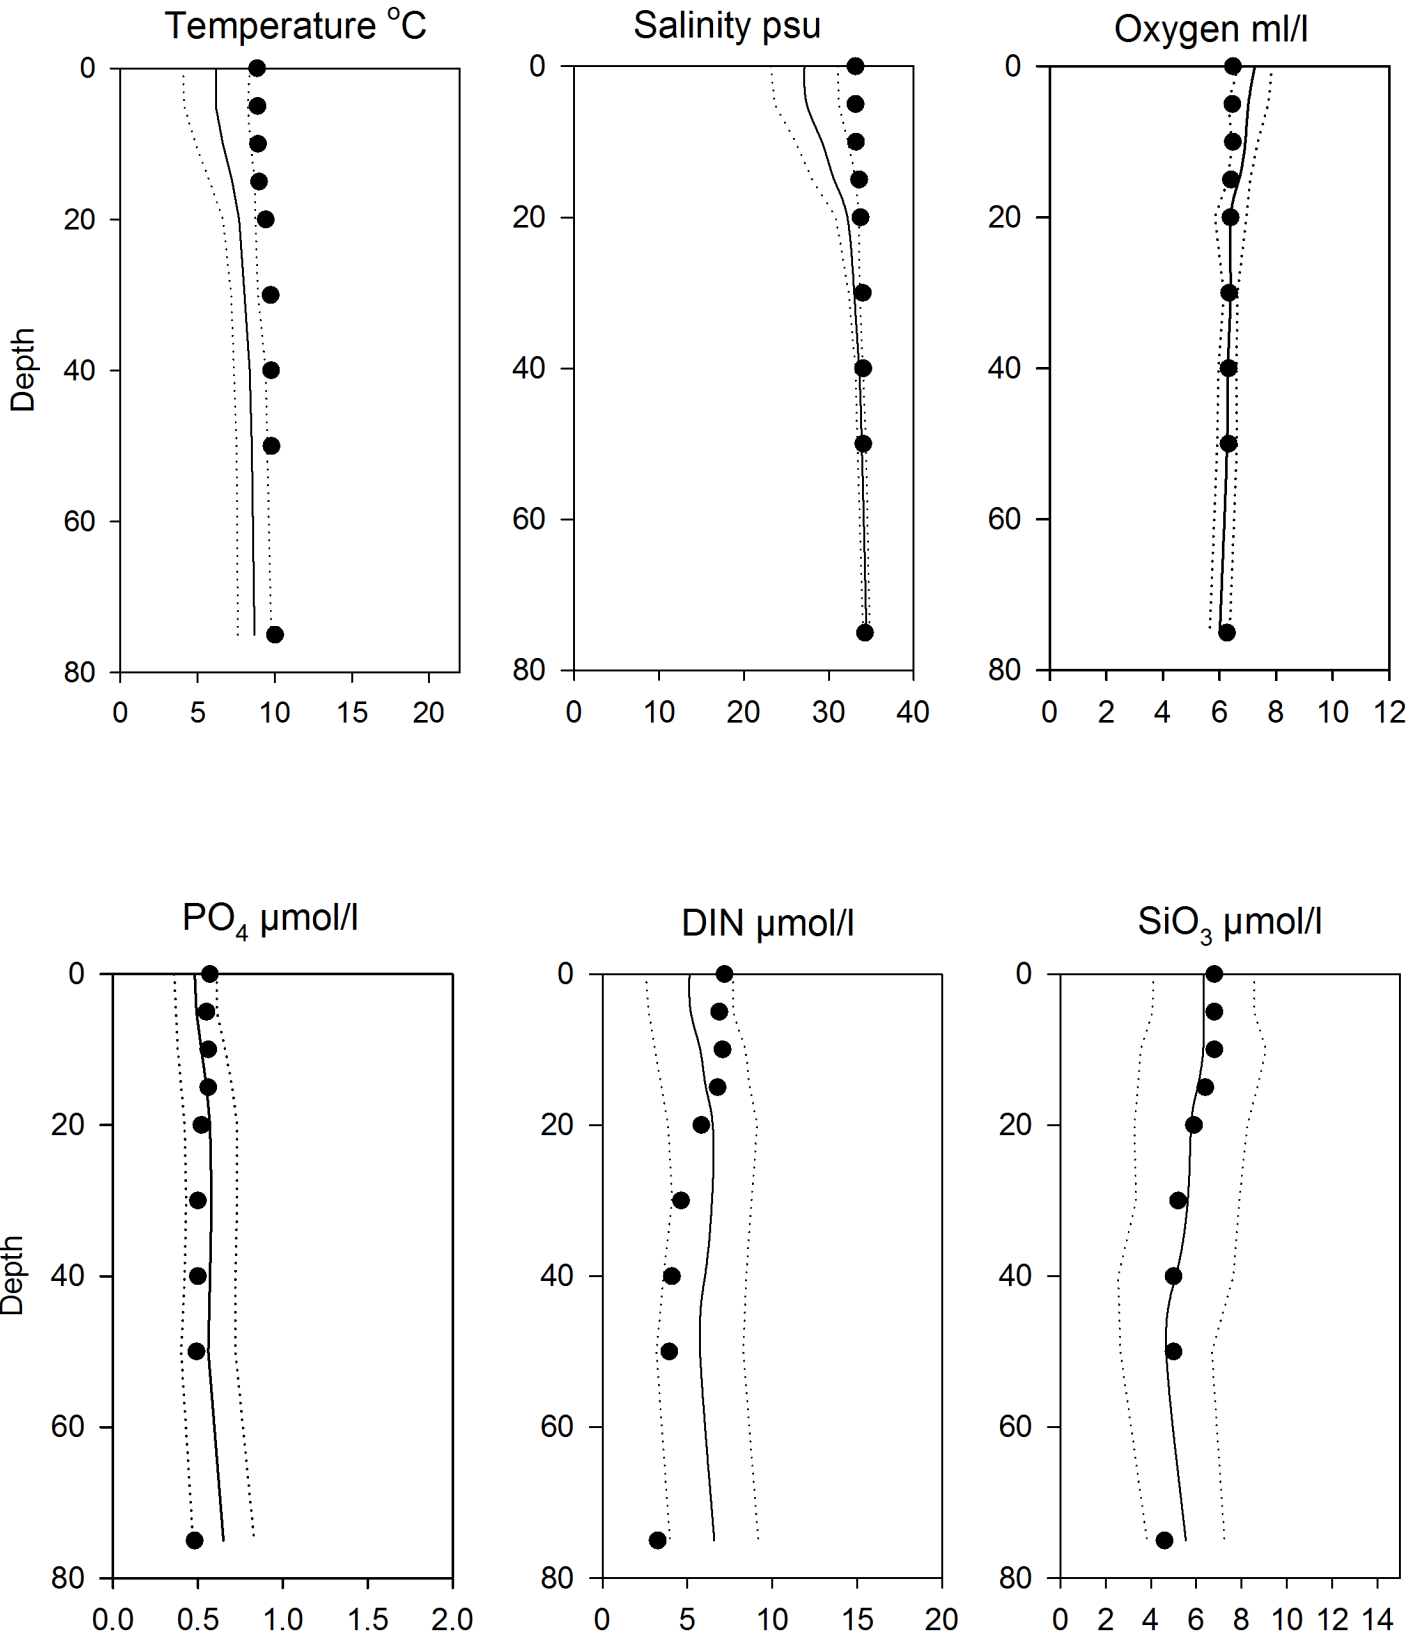 Temperature °C
Salinity psu
Oxygen ml/l
Depth
0
20
40
60
80
0 5 10 15 20
0
20
40
60
80
0 10 20 30 40
0
20
40
60
80
0 2 4 6 8 10 12
PO₄ µmol/l
DIN µmol/l
SiO₃ µmol/l
Depth
0
20
40
60
80
0.0 0.5 1.0 1.5 2.0
0
20
40
60
80
0 5 10 15 20
0
20
40
60
80
0 2 4 6 8 10 12 14